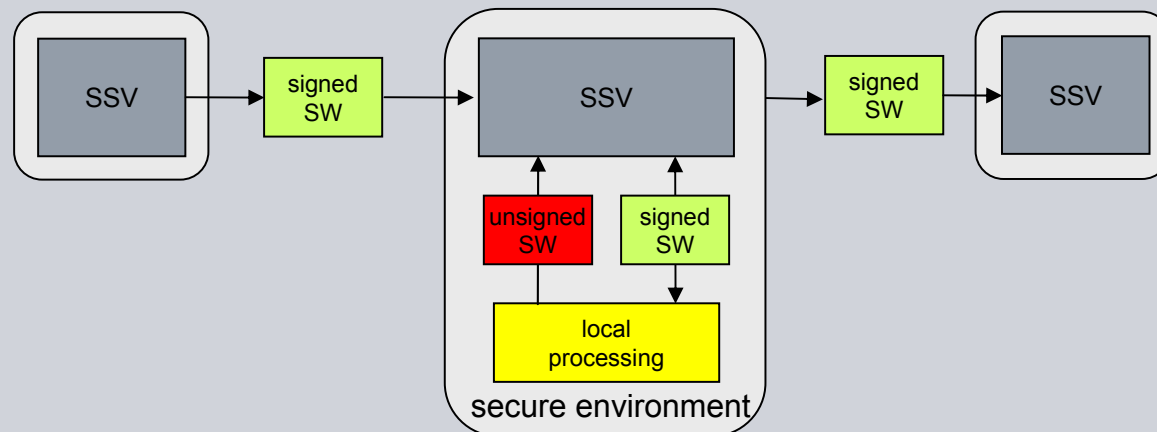 SSV
signed
SW
SSV
signed
SW
SSV
unsigned
SW
signed
SW
local
processing
secure environment